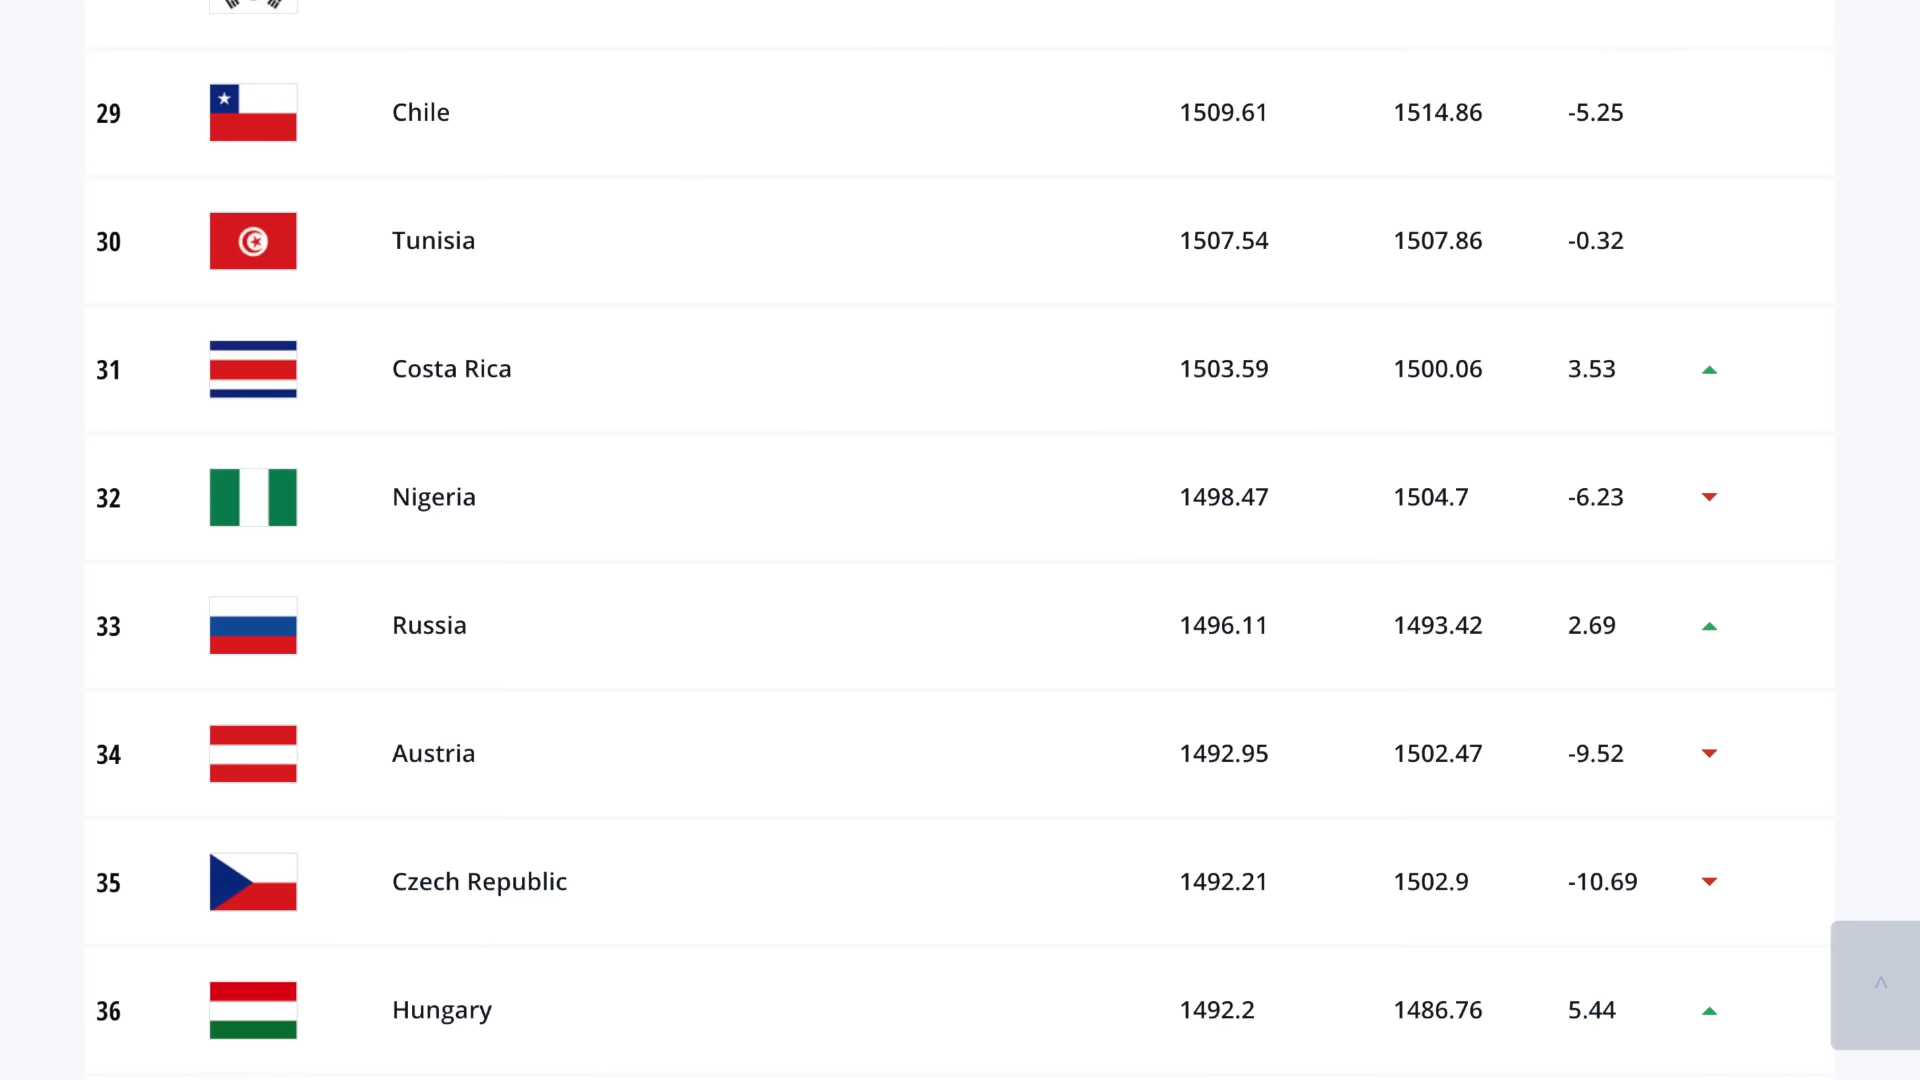 29 Chile 1509.61 1514.86 -5.25
30 Tunisia 1507.54 1507.86 -0.32
31 Costa Rica 1503.59 1500.06 3.53
32 Nigeria 1498.47 1504.7 -6.23
33 Russia 1496.11 1493.42 2.69
34 Austria 1492.95 1502.47 -9.52
35 Czech Republic 1492.21 1502.9 -10.69
36 Hungary 1492.2 1486.76 5.44